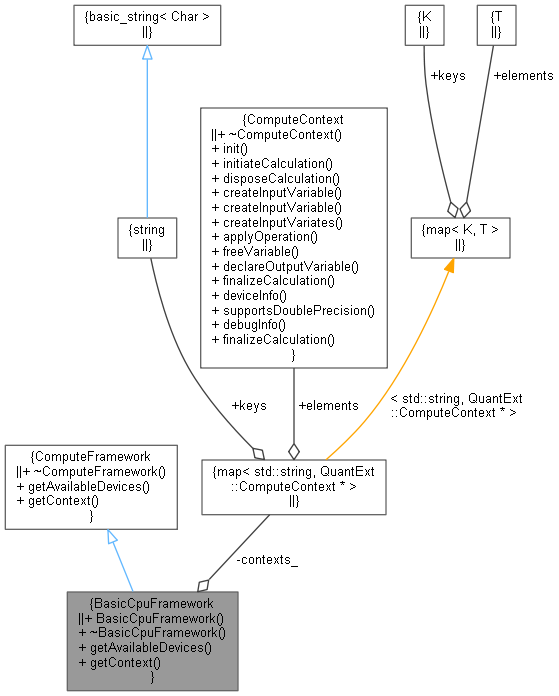 {basic_string< Char >
||}
{K
||}
{T
||}
+keys
+elements
{ComputeContext
||+ ~ComputeContext()
+ init()
+ initiateCalculation()
+ disposeCalculation()
+ createInputVariable()
+ createInputVariable()
+ createInputVariates()
+ applyOperation()
+ freeVariable()
+ declareOutputVariable()
+ finalizeCalculation()
+ deviceInfo()
+ supportsDoublePrecision()
+ debugInfo()
+ finalizeCalculation()
}
{string
||}
{map< K, T >
||}
+keys
+elements
< std::string, QuantExt
::ComputeContext * >
{ComputeFramework
||+ ~ComputeFramework()
+ getAvailableDevices()
+ getContext()
}
{map< std::string, QuantExt
::ComputeContext * >
||}
-contexts_
{BasicCpuFramework
||+ BasicCpuFramework()
+ ~BasicCpuFramework()
+ getAvailableDevices()
+ getContext()
}